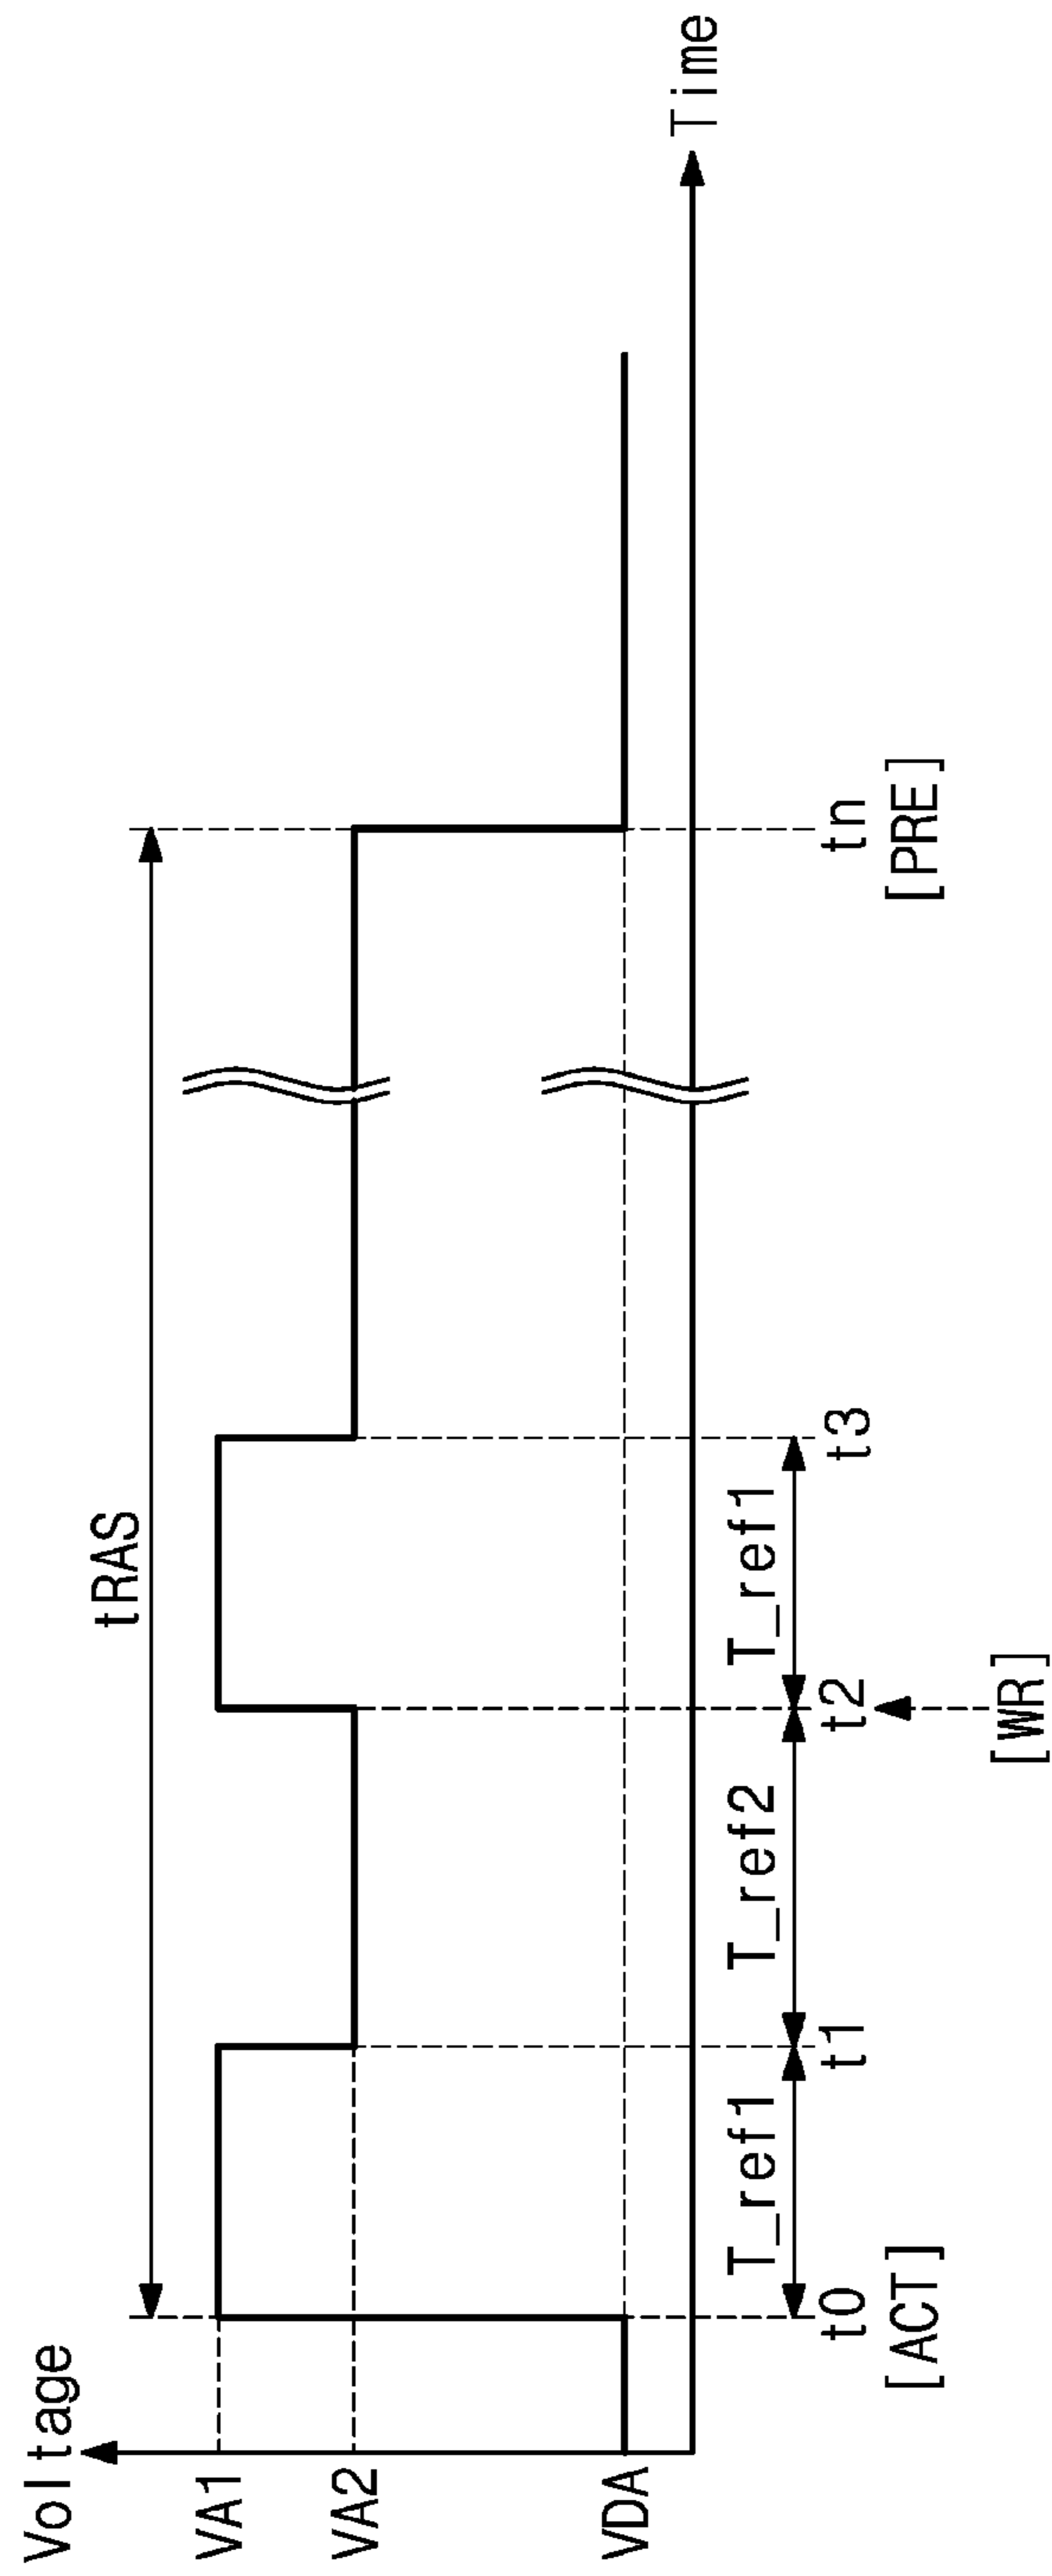 Voltage
tRAS
VA1
VA2
VDA
Time
T_ref1
T_ref2
T_ref1
t0
t1
t2
t3
tn
[ACT]
[PRE]
[WR]